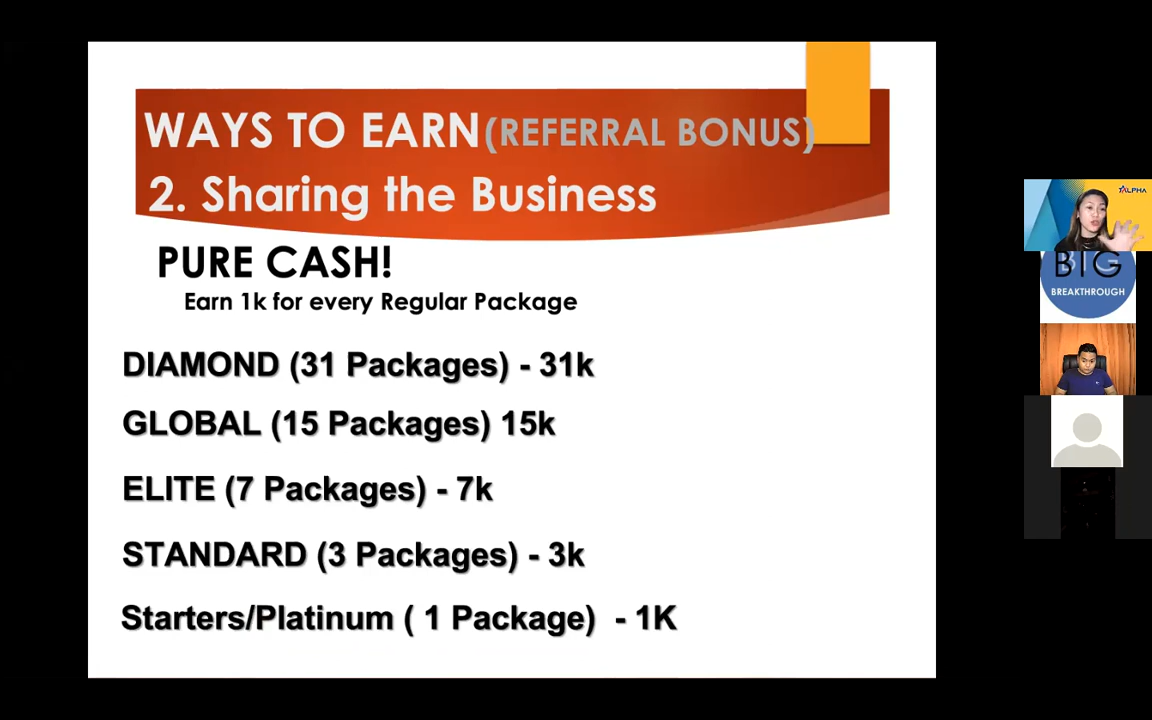 WAYS TO EARN(REFERRAL BONUS)
2. Sharing the Business
PURE CASH!
Earn 1k for every Regular Package
DIAMOND (31 Packages) - 31k
GLOBAL (15 Packages) 15k
ELITE (7 Packages) - 7k
STANDARD (3 Packages) - 3k
Starters/Platinum ( 1 Package) - 1K
ALPHA
BTG
BREAKTHROUGH